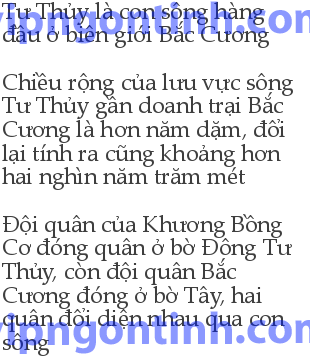 Tư Thủy là con sông hàng
đầu ở biên giới Bắc Cương
Chiều rộng của lưu vực sông
Tư Thủy gần doanh trại Bắc
Cương là hơn năm dặm, đổi
lại tính ra cũng khoảng hơn
hai nghìn năm trăm mét
Đội quân của Khương Bồng
Cơ đóng quân ở bờ Đông Tư
Thủy, còn đội quân Bắc
Cương đóng ở bờ Tây, hai
quân đối diện nhau qua con
sông
vipngontinh.com